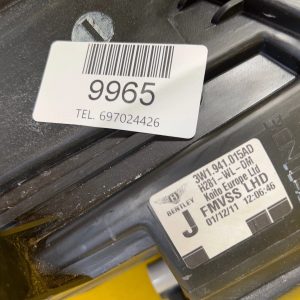 9965
TEL. 697024426
3W1.941.015AD
H281-WL-DM
Koito Europe Ltd
FMVSS LHD
01/12/11 12:06:46
BENTLEY
J